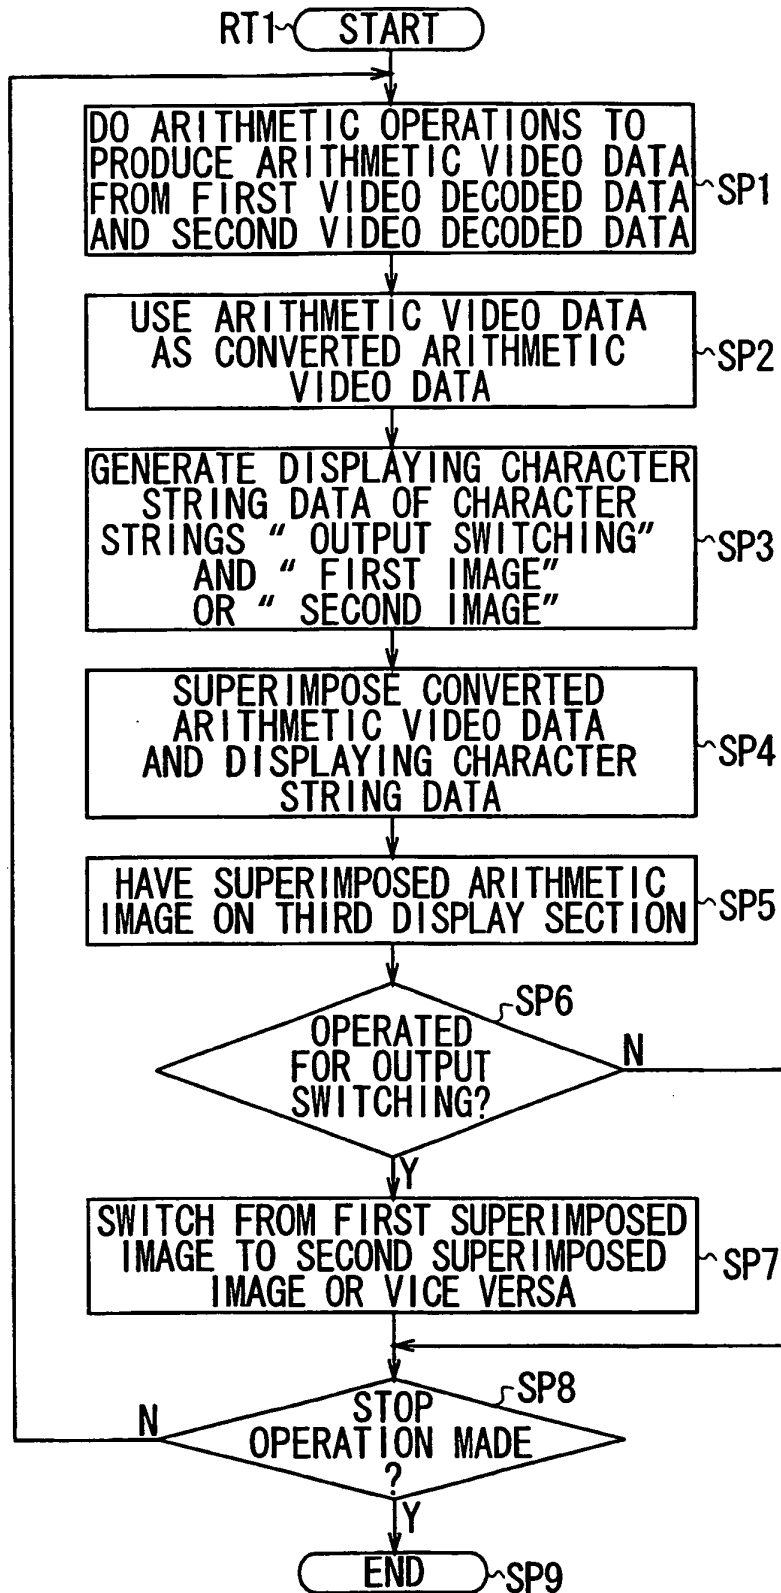 RT1 START
DO ARITHMETIC OPERATIONS TO
PRODUCE ARITHMETIC VIDEO DATA
FROM FIRST VIDEO DECODED DATA
AND SECOND VIDEO DECODED DATA
SP1
USE ARITHMETIC VIDEO DATA
AS CONVERTED ARITHMETIC
VIDEO DATA
SP2
GENERATE DISPLAYING CHARACTER
STRING DATA OF CHARACTER
STRINGS “ OUTPUT SWITCHING”
AND “ FIRST IMAGE”
OR “ SECOND IMAGE”
SP3
SUPERIMPOSE CONVERTED
ARITHMETIC VIDEO DATA
AND DISPLAYING CHARACTER
STRING DATA
SP4
HAVE SUPERIMPOSED ARITHMETIC
IMAGE ON THIRD DISPLAY SECTION
SP5
SP6
OPERATED
FOR OUTPUT
SWITCHING?
N
Y
SWITCH FROM FIRST SUPERIMPOSED
IMAGE TO SECOND SUPERIMPOSED
IMAGE OR VICE VERSA
SP7
SP8
STOP
OPERATION MADE
?
N
Y
END SP9